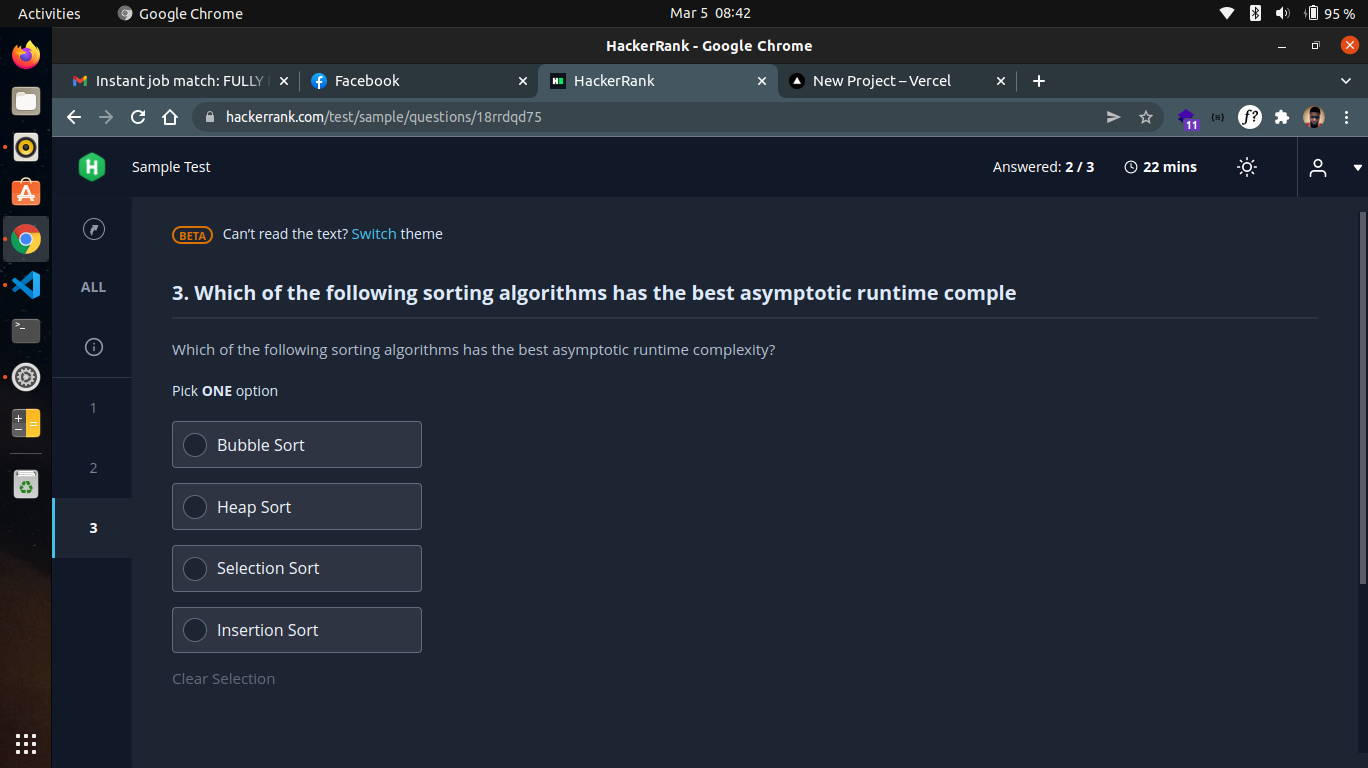 Activities Google Chrome Mar 5 08:42 95 %
HackerRank - Google Chrome
Instant job match: FULLY Facebook HackerRank New Project – Vercel
hackerrank.com/test/sample/questions/18rrdqd75 11 f?
H Sample Test Answered: 2 / 3 22 mins
BETA Can't read the text? Switch theme
ALL
3. Which of the following sorting algorithms has the best asymptotic runtime comple
Which of the following sorting algorithms has the best asymptotic runtime complexity?
Pick ONE option
1
Bubble Sort
2
Heap Sort
3
Selection Sort
Insertion Sort
Clear Selection